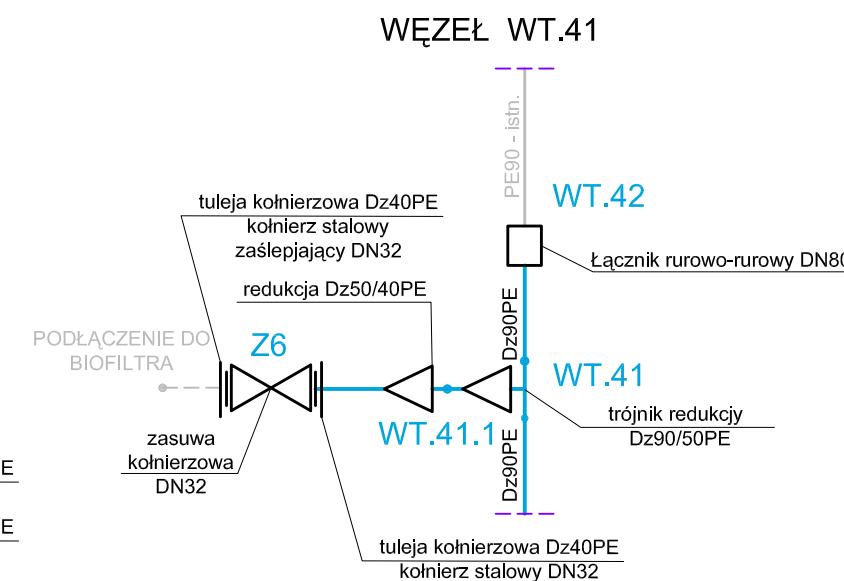 WĘZEŁ WT.41
PE90 - istn.
WT.42
tuleja kołnierzowa Dz40PE
kołnierz stalowy
zaślepiający DN32
Łącznik rurowo-rurowy DN80
redukcja Dz50/40PE
PODŁĄCZENIE DO
BIOFILTRA
Z6
Dz90PE
WT.41
WT.41.1
trójnik redukcjy
Dz90/50PE
zasuwa
kołnierzowa
DN32
Dz90PE
E
E
tuleja kołnierzowa Dz40PE
kołnierz stalowy DN32